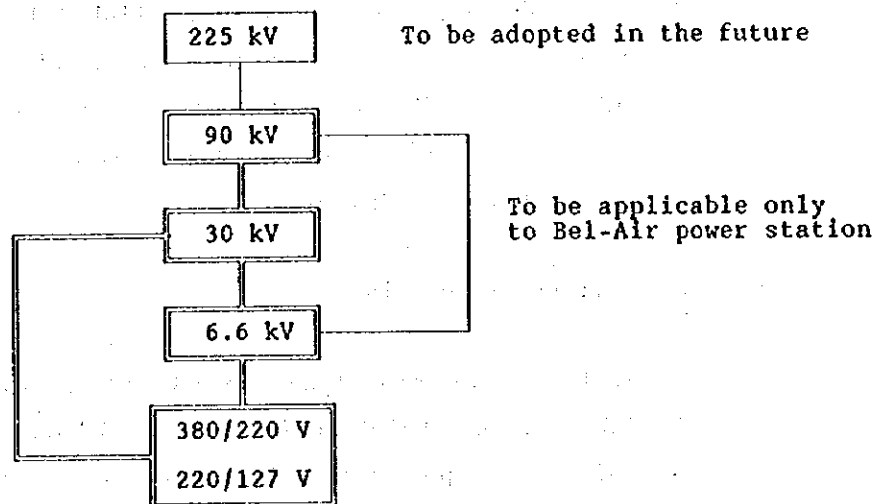 225 kV
To be adopted in the future
90 kV
To be applicable only
to Bel-Air power station
30 kV
6.6 kV
380/220 V
220/127 V